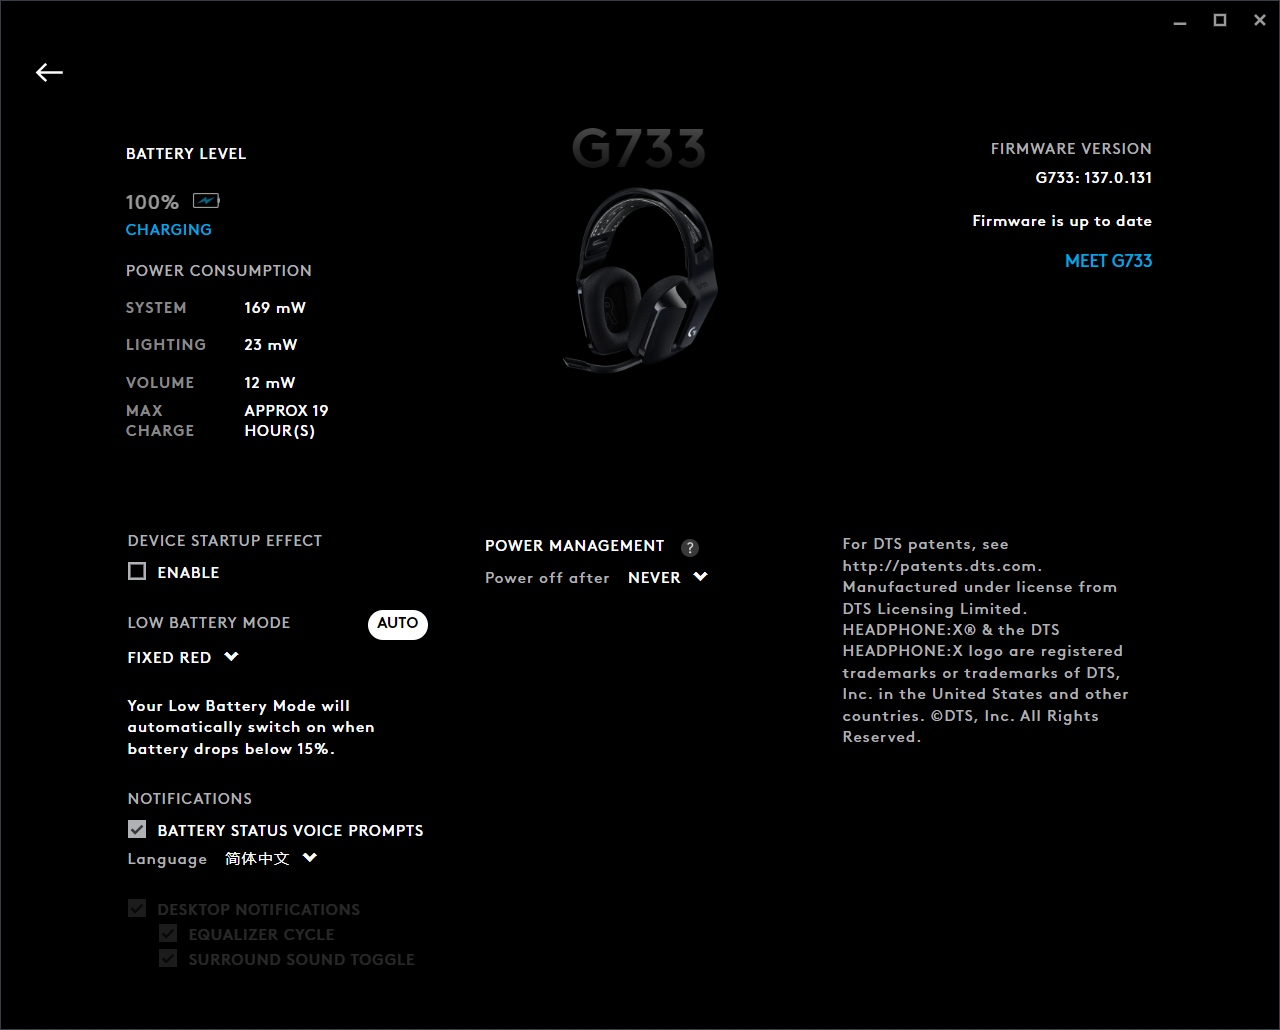 G733
BATTERY LEVEL
100%
CHARGING
POWER CONSUMPTION
SYSTEM 169 mW
LIGHTING 23 mW
VOLUME 12 mW
MAX CHARGE APPROX 19 HOUR(S)
FIRMWARE VERSION
G733: 137.0.131
Firmware is up to date
MEET G733
DEVICE STARTUP EFFECT
ENABLE
LOW BATTERY MODE AUTO
FIXED RED
Your Low Battery Mode will
automatically switch on when
battery drops below 15%.
NOTIFICATIONS
BATTERY STATUS VOICE PROMPTS
Language 简体中文
DESKTOP NOTIFICATIONS
EQUALIZER CYCLE
SURROUND SOUND TOGGLE
POWER MANAGEMENT ?
Power off after NEVER
For DTS patents, see
http://patents.dts.com.
Manufactured under license from
DTS Licensing Limited.
HEADPHONE:X® & the DTS
HEADPHONE:X logo are registered
trademarks or trademarks of DTS,
Inc. in the United States and other
countries. ©DTS, Inc. All Rights
Reserved.